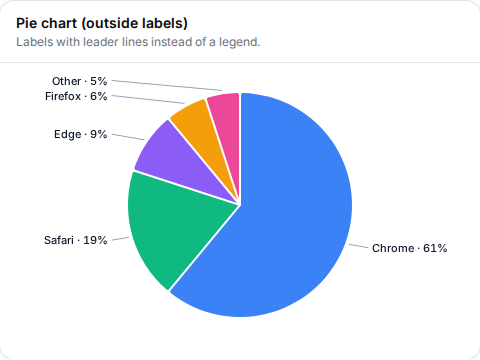 Pie chart (outside labels)
Labels with leader lines instead of a legend.
Other · 5%
Firefox · 6%
Edge · 9%
Safari · 19%
Chrome · 61%